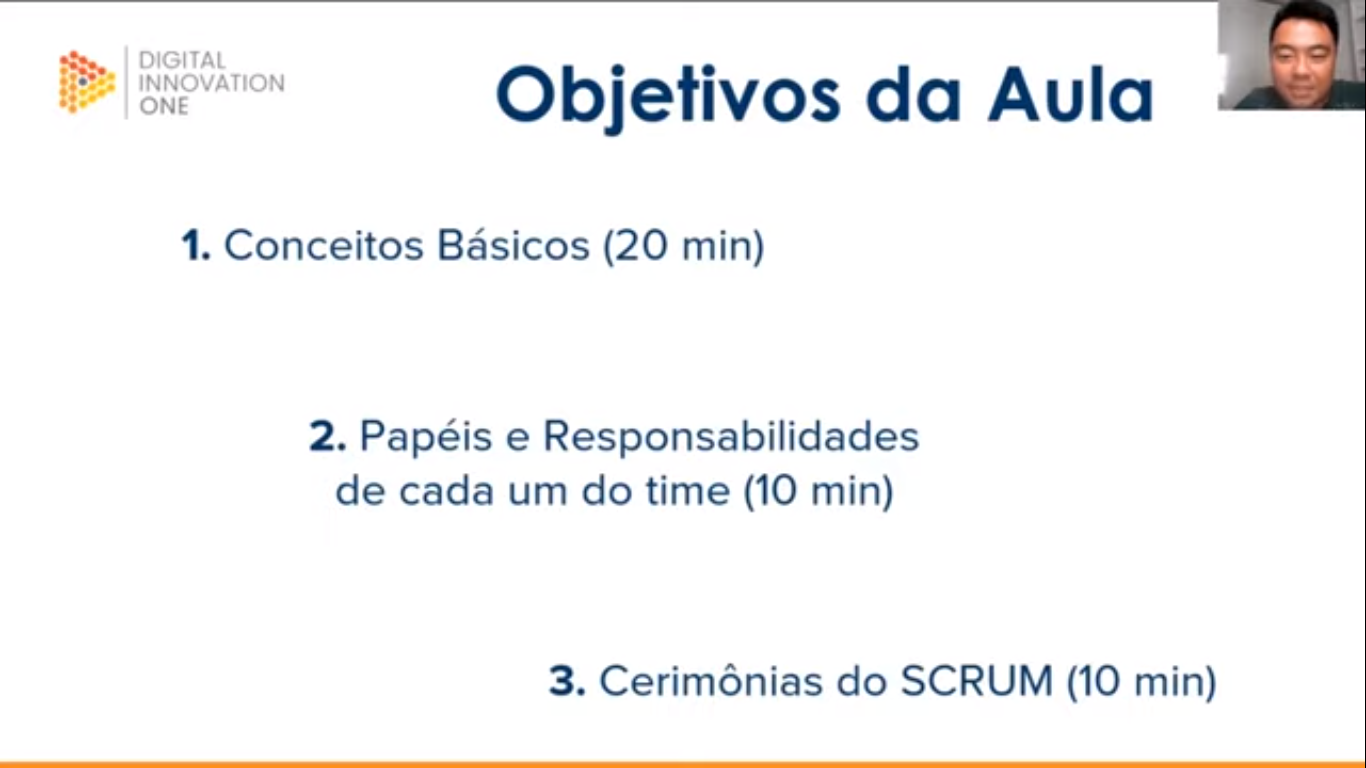 DIGITAL
INNOVATION
ONE
Objetivos da Aula
1. Conceitos Básicos (20 min)
2. Papéis e Responsabilidades
de cada um do time (10 min)
3. Cerimônias do SCRUM (10 min)